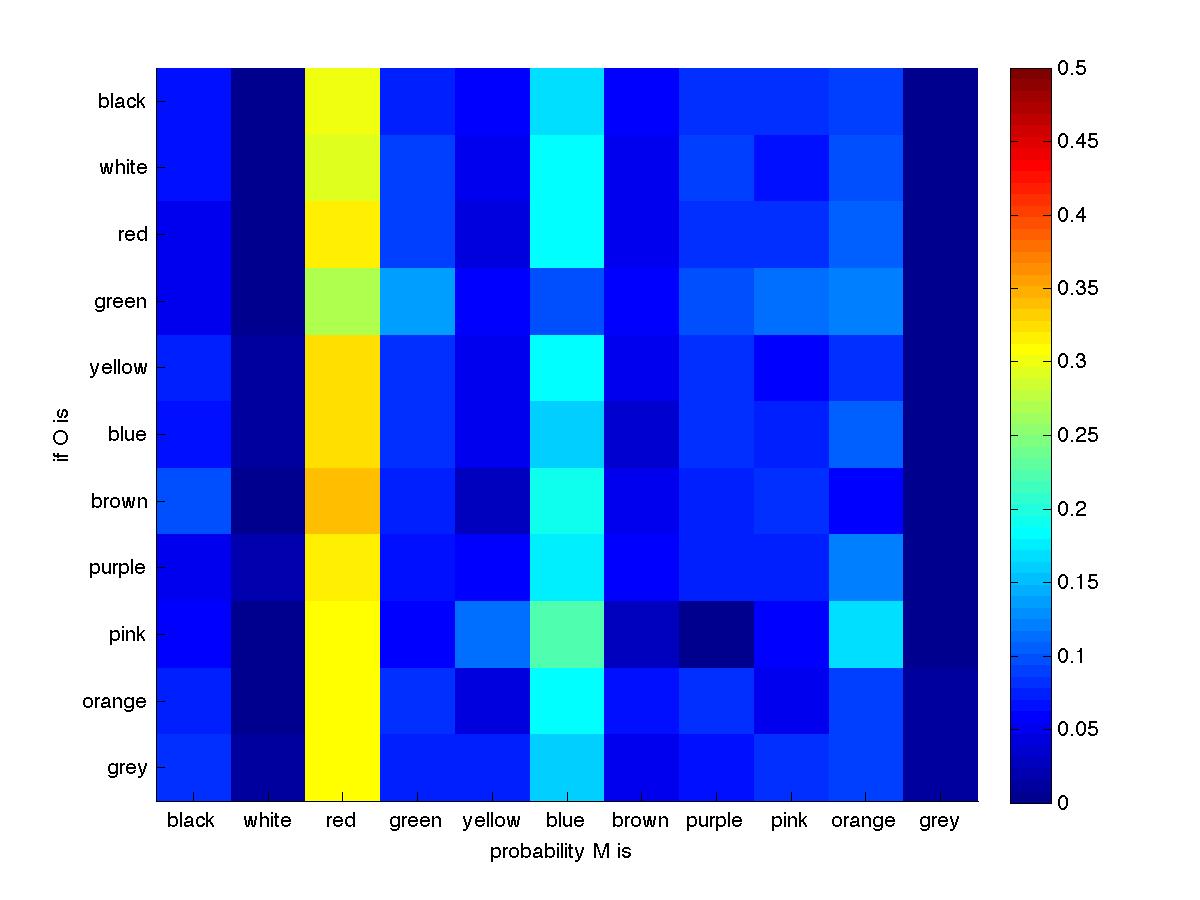 black
white
red
green
yellow
blue
brown
purple
pink
orange
grey
if O is
black white red green yellow blue brown purple pink orange grey
probability M is
0.5
0.45
0.4
0.35
0.3
0.25
0.2
0.15
0.1
0.05
0